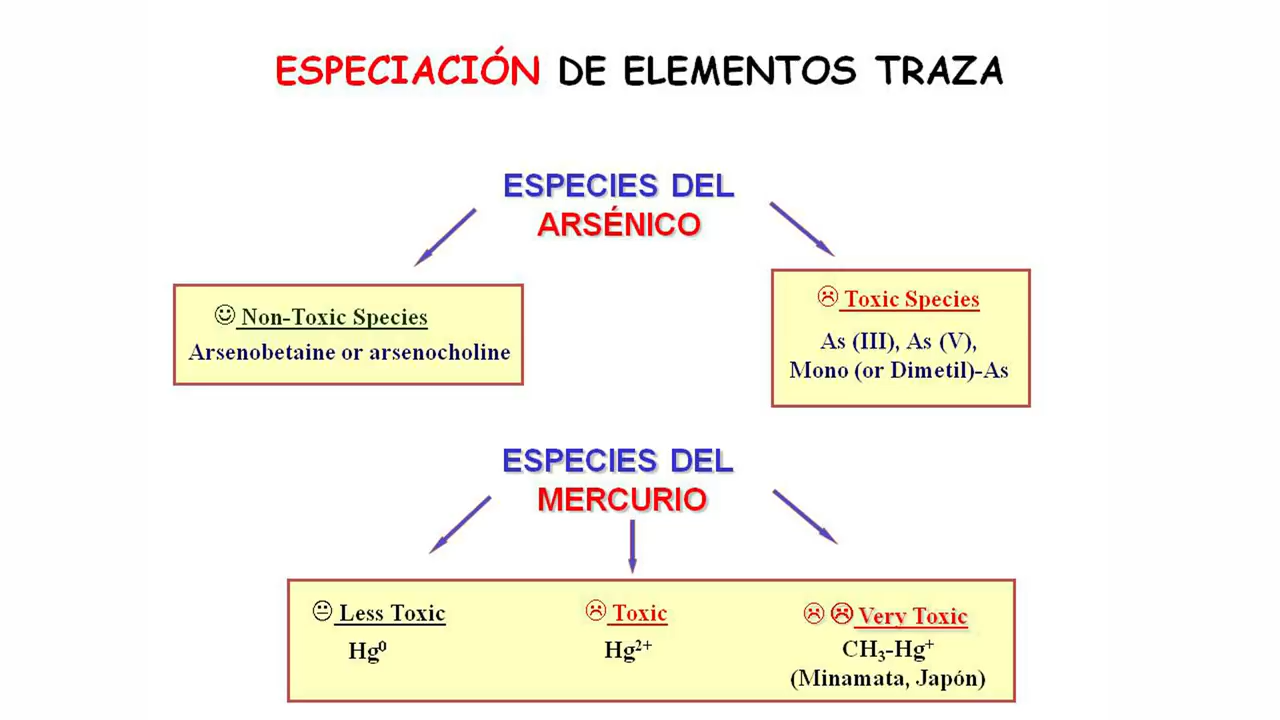 ESPECIACIÓN DE ELEMENTOS TRAZA
ESPECIES DEL
ARSÉNICO
Non-Toxic Species
Arsenobetaine or arsenocholine
Toxic Species
As (III), As (V),
Mono (or Dimetil)-As
ESPECIES DEL
MERCURIO
Less Toxic
Hg⁰
Toxic
Hg²⁺
Very Toxic
CH₃-Hg⁺
(Minamata, Japón)